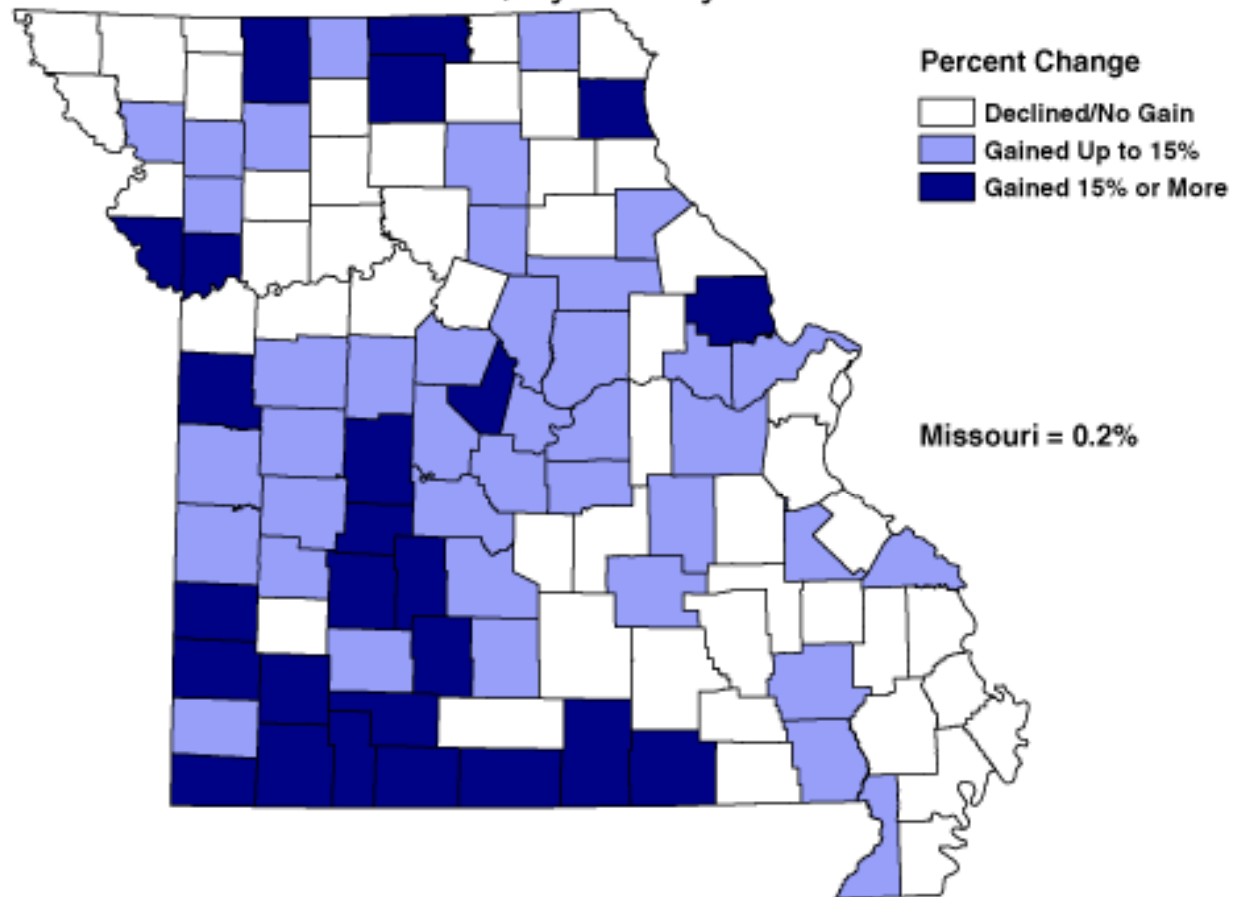 Percent Change
Declined/No Gain
Gained Up to 15%
Gained 15% or More
Missouri = 0.2%